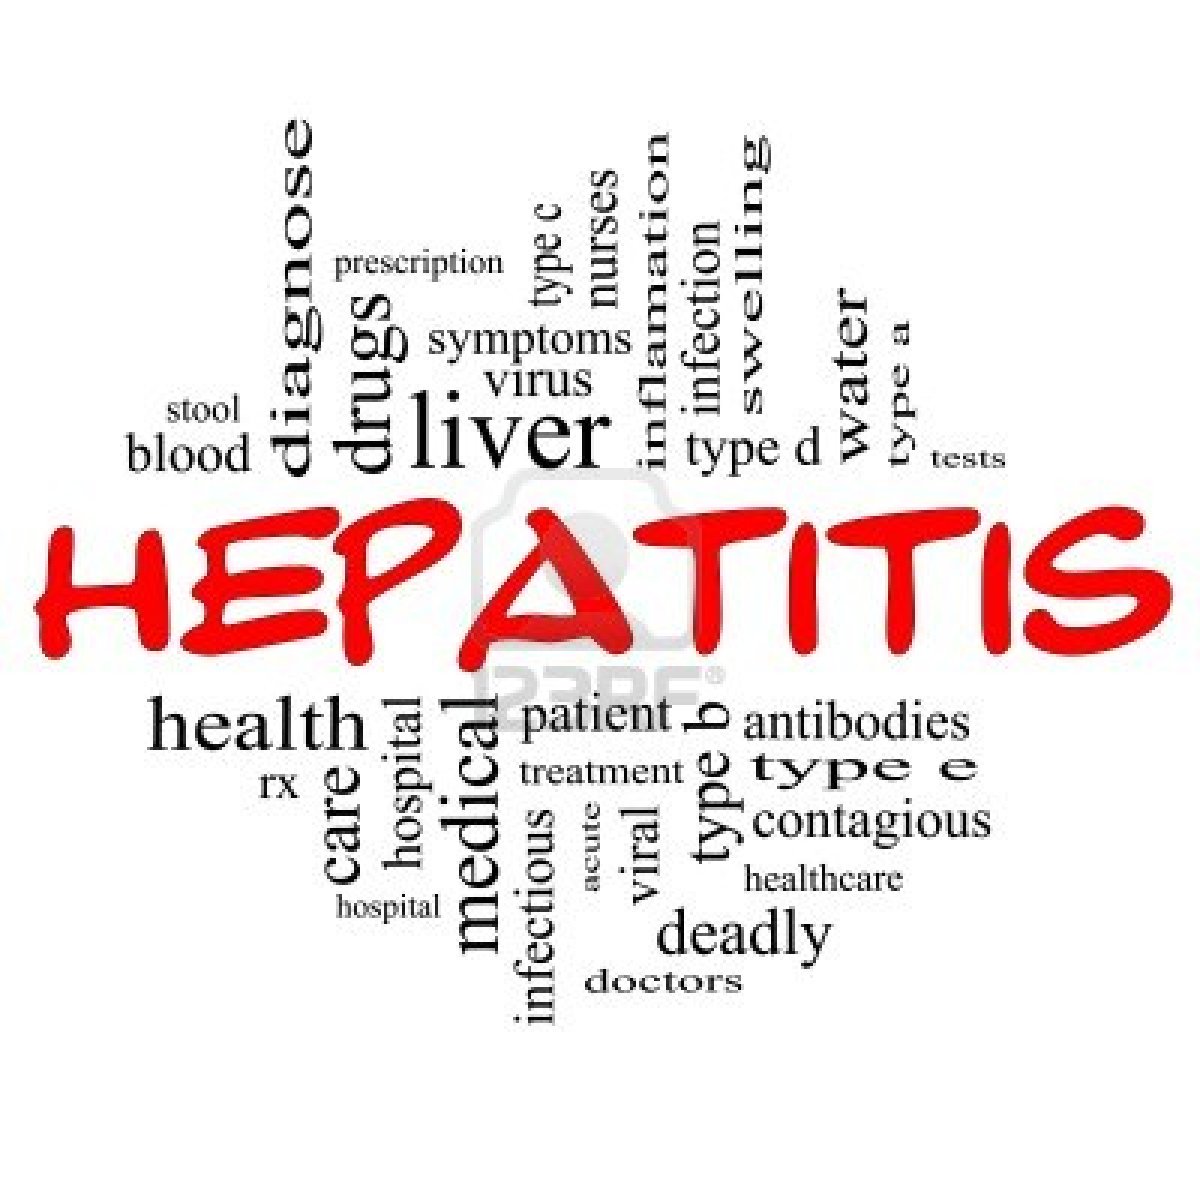 diagnose
prescription
drugs
type c
nurses
inflamation
infection
swelling
symptoms
virus
liver
water
type a
stool
blood
type d
tests
HEPATITIS
123RF®
health
hospital
medical
patient
type b
antibodies
rx
care
treatment
type e
hospital
infectious
acute
viral
contagious
healthcare
deadly
doctors